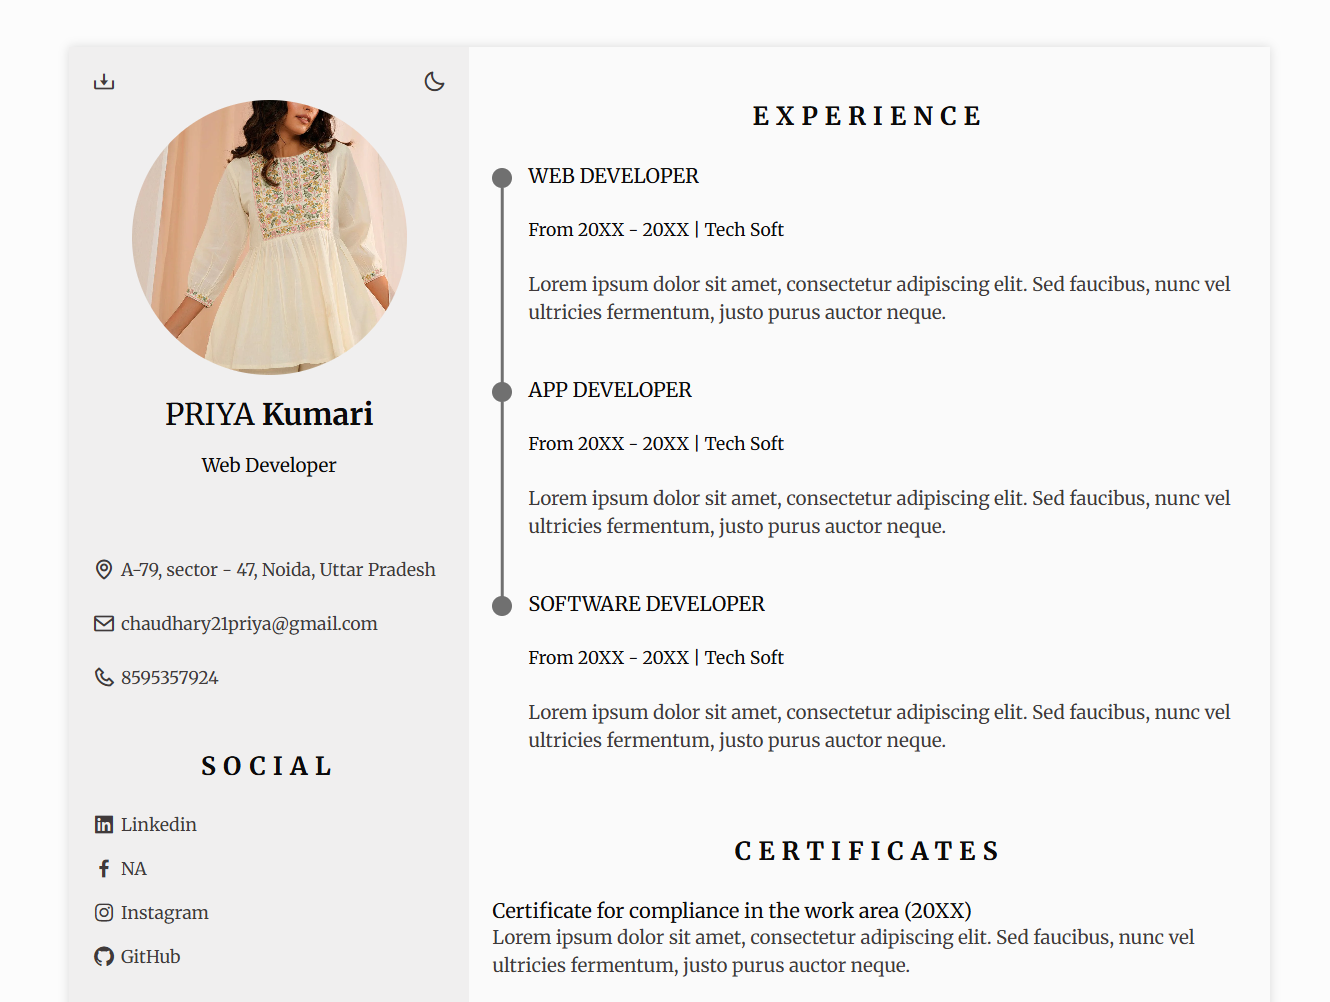 PRIYA Kumari
Web Developer
A-79, sector - 47, Noida, Uttar Pradesh
chaudhary21priya@gmail.com
8595357924
SOCIAL
Linkedin
NA
Instagram
GitHub
EXPERIENCE
WEB DEVELOPER
From 20XX - 20XX | Tech Soft
Lorem ipsum dolor sit amet, consectetur adipiscing elit. Sed faucibus, nunc vel
ultricies fermentum, justo purus auctor neque.
APP DEVELOPER
From 20XX - 20XX | Tech Soft
Lorem ipsum dolor sit amet, consectetur adipiscing elit. Sed faucibus, nunc vel
ultricies fermentum, justo purus auctor neque.
SOFTWARE DEVELOPER
From 20XX - 20XX | Tech Soft
Lorem ipsum dolor sit amet, consectetur adipiscing elit. Sed faucibus, nunc vel
ultricies fermentum, justo purus auctor neque.
CERTIFICATES
Certificate for compliance in the work area (20XX)
Lorem ipsum dolor sit amet, consectetur adipiscing elit. Sed faucibus, nunc vel
ultricies fermentum, justo purus auctor neque.